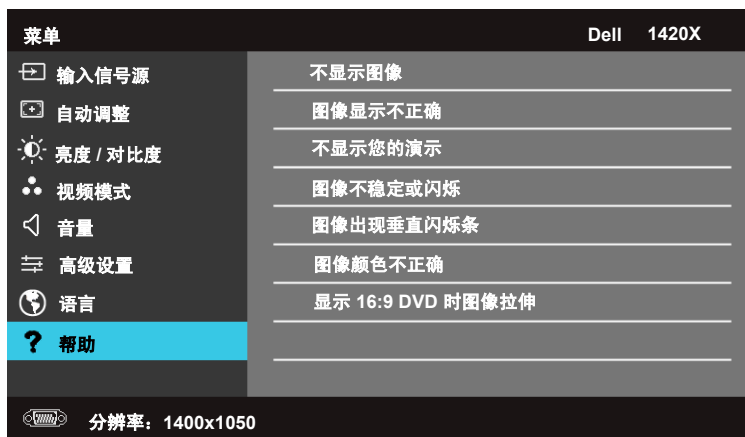 菜单
Dell 1420X
输入信号源
自动调整
亮度 / 对比度
视频模式
音量
高级设置
语言
帮助
不显示图像
图像显示不正确
不显示您的演示
图像不稳定或闪烁
图像出现垂直闪烁条
图像颜色不正确
显示 16:9 DVD 时图像拉伸
分辨率：1400x1050